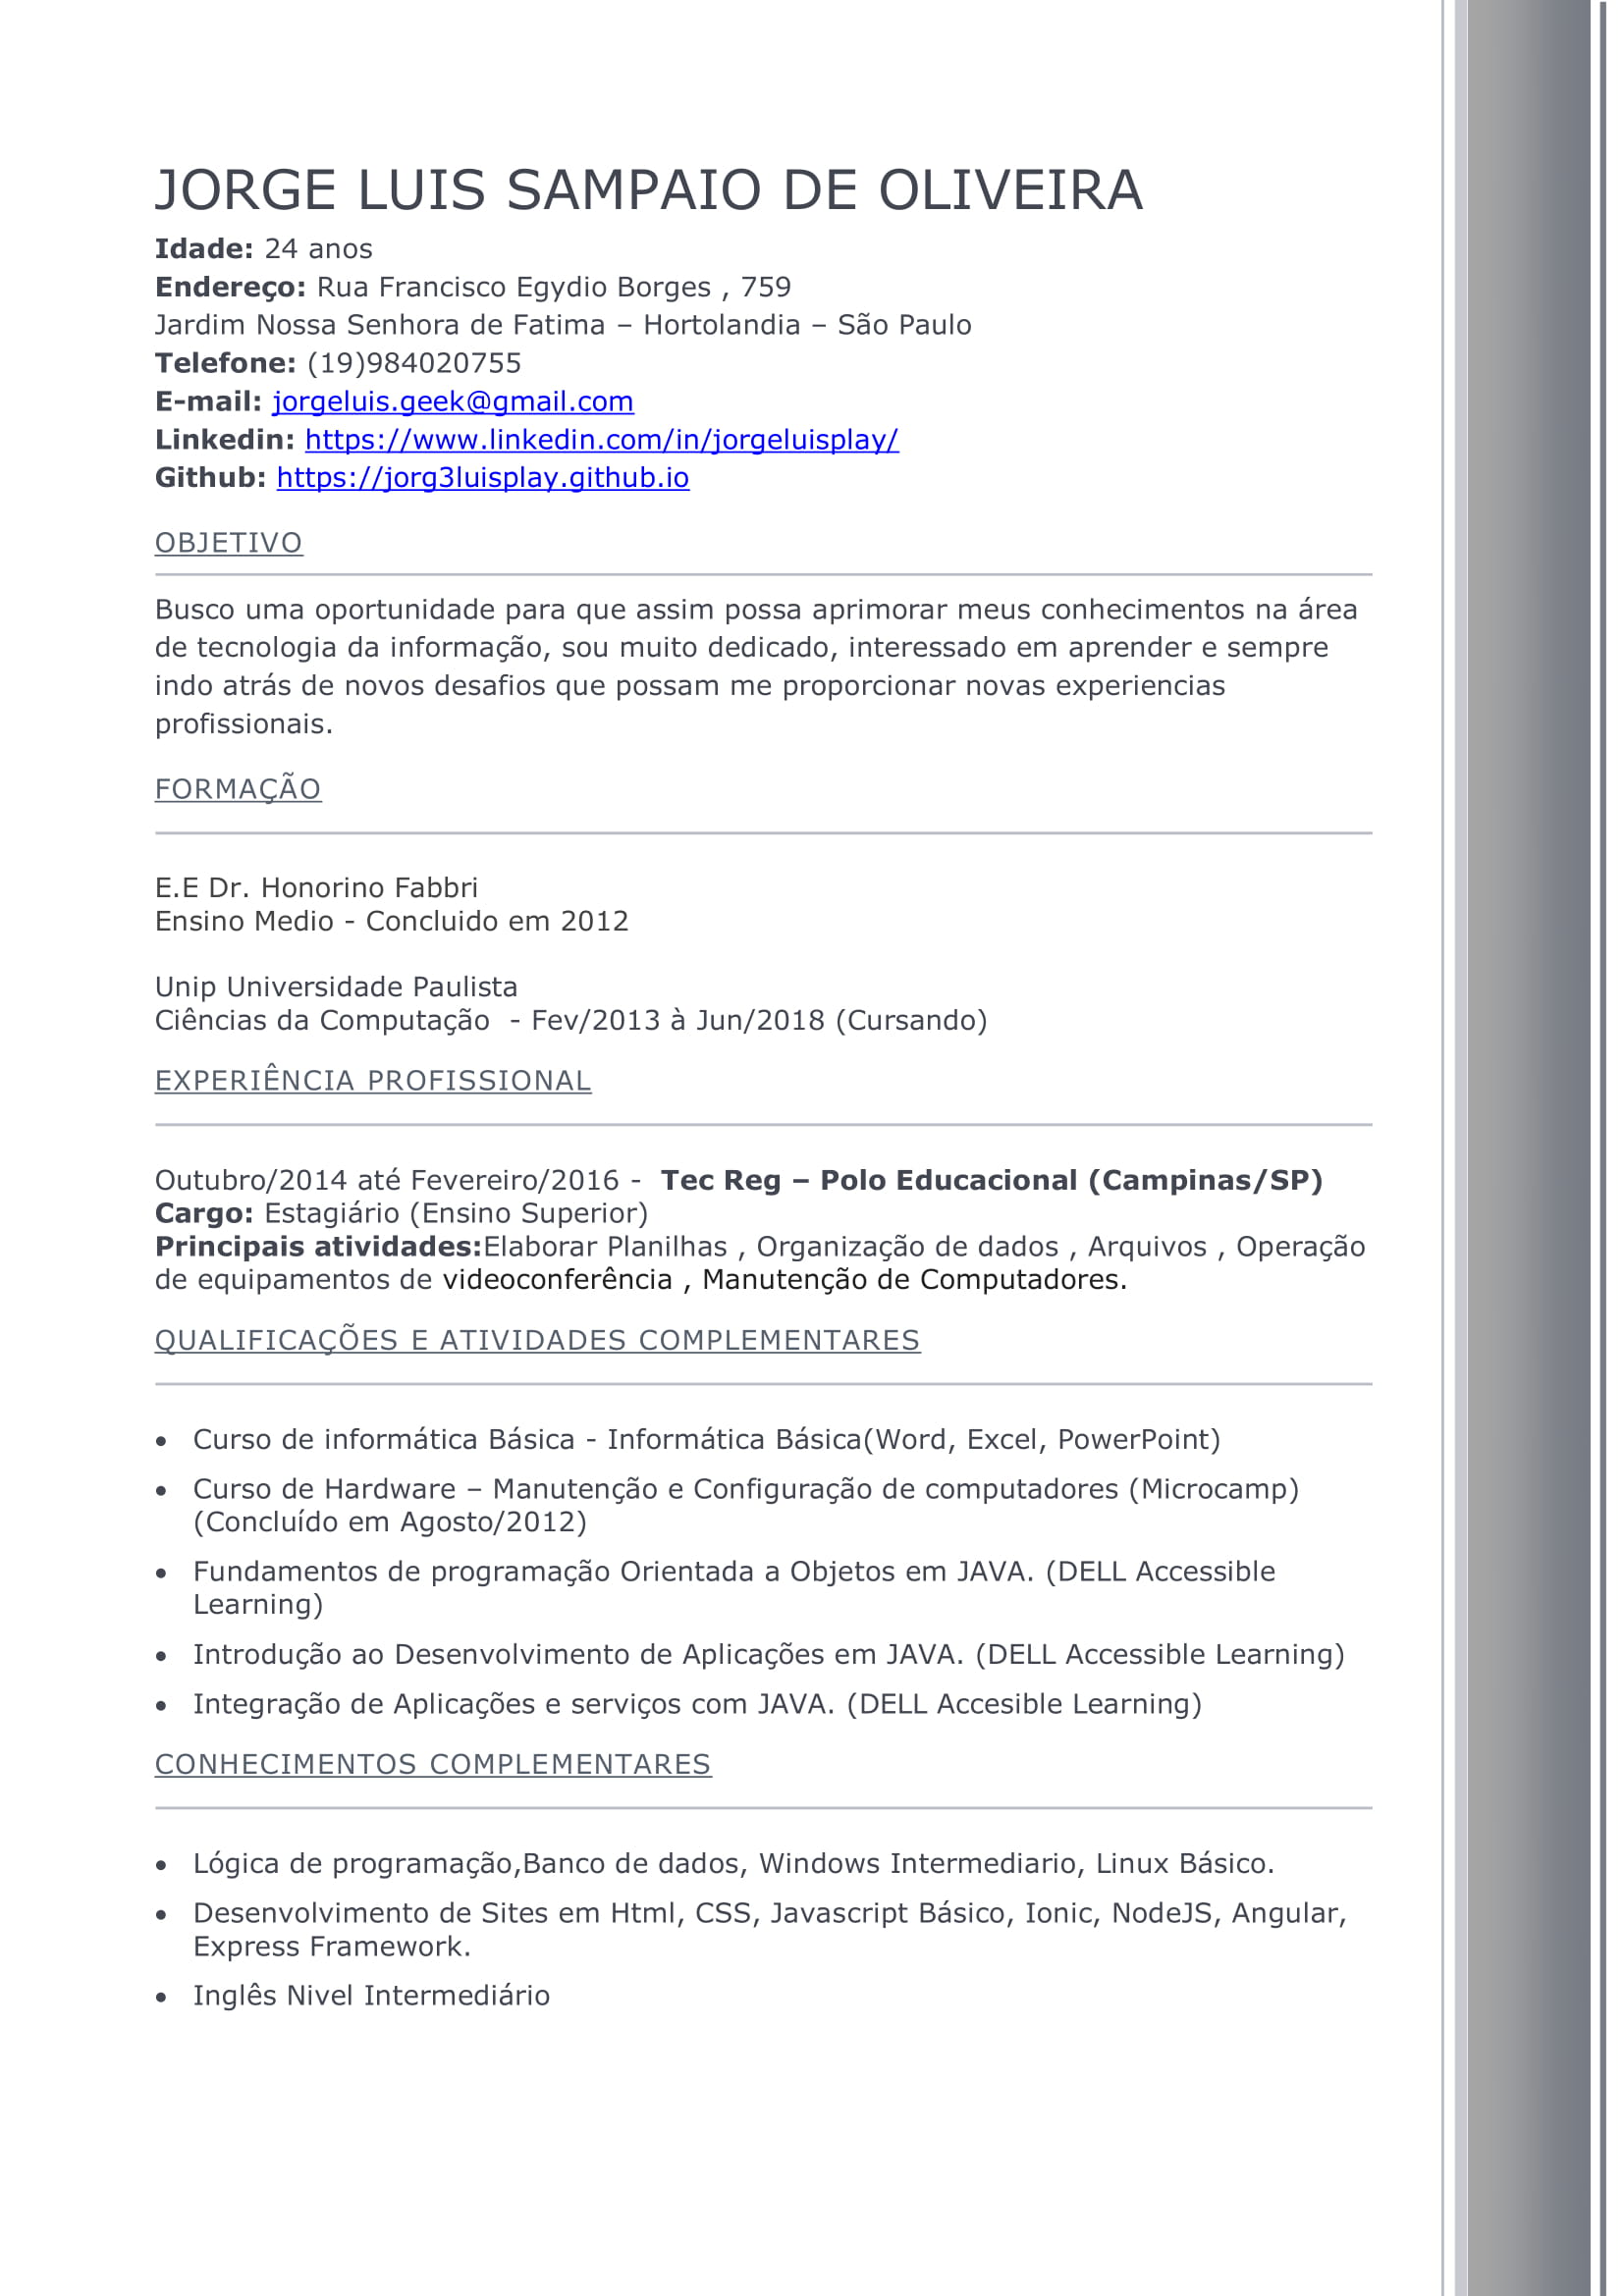 JORGE LUIS SAMPAIO DE OLIVEIRA
Idade: 24 anos
Endereço: Rua Francisco Egydio Borges , 759
Jardim Nossa Senhora de Fatima – Hortolandia – São Paulo
Telefone: (19)984020755
E-mail: jorgeluis.geek@gmail.com
Linkedin: https://www.linkedin.com/in/jorgeluisplay/
Github: https://jorg3luisplay.github.io
OBJETIVO
Busco uma oportunidade para que assim possa aprimorar meus conhecimentos na área
de tecnologia da informação, sou muito dedicado, interessado em aprender e sempre
indo atrás de novos desafios que possam me proporcionar novas experiencias
profissionais.
FORMAÇÃO
E.E Dr. Honorino Fabbri
Ensino Medio - Concluido em 2012
Unip Universidade Paulista
Ciências da Computação  - Fev/2013 à Jun/2018 (Cursando)
EXPERIÊNCIA PROFISSIONAL
Outubro/2014 até Fevereiro/2016 -  Tec Reg – Polo Educacional (Campinas/SP)
Cargo: Estagiário (Ensino Superior)
Principais atividades:Elaborar Planilhas , Organização de dados , Arquivos , Operação
de equipamentos de videoconferência , Manutenção de Computadores.
QUALIFICAÇÕES E ATIVIDADES COMPLEMENTARES
• Curso de informática Básica - Informática Básica(Word, Excel, PowerPoint)
• Curso de Hardware – Manutenção e Configuração de computadores (Microcamp)
(Concluído em Agosto/2012)
• Fundamentos de programação Orientada a Objetos em JAVA. (DELL Accessible
Learning)
• Introdução ao Desenvolvimento de Aplicações em JAVA. (DELL Accessible Learning)
• Integração de Aplicações e serviços com JAVA. (DELL Accesible Learning)
CONHECIMENTOS COMPLEMENTARES
• Lógica de programação,Banco de dados, Windows Intermediario, Linux Básico.
• Desenvolvimento de Sites em Html, CSS, Javascript Básico, Ionic, NodeJS, Angular,
Express Framework.
• Inglês Nivel Intermediário